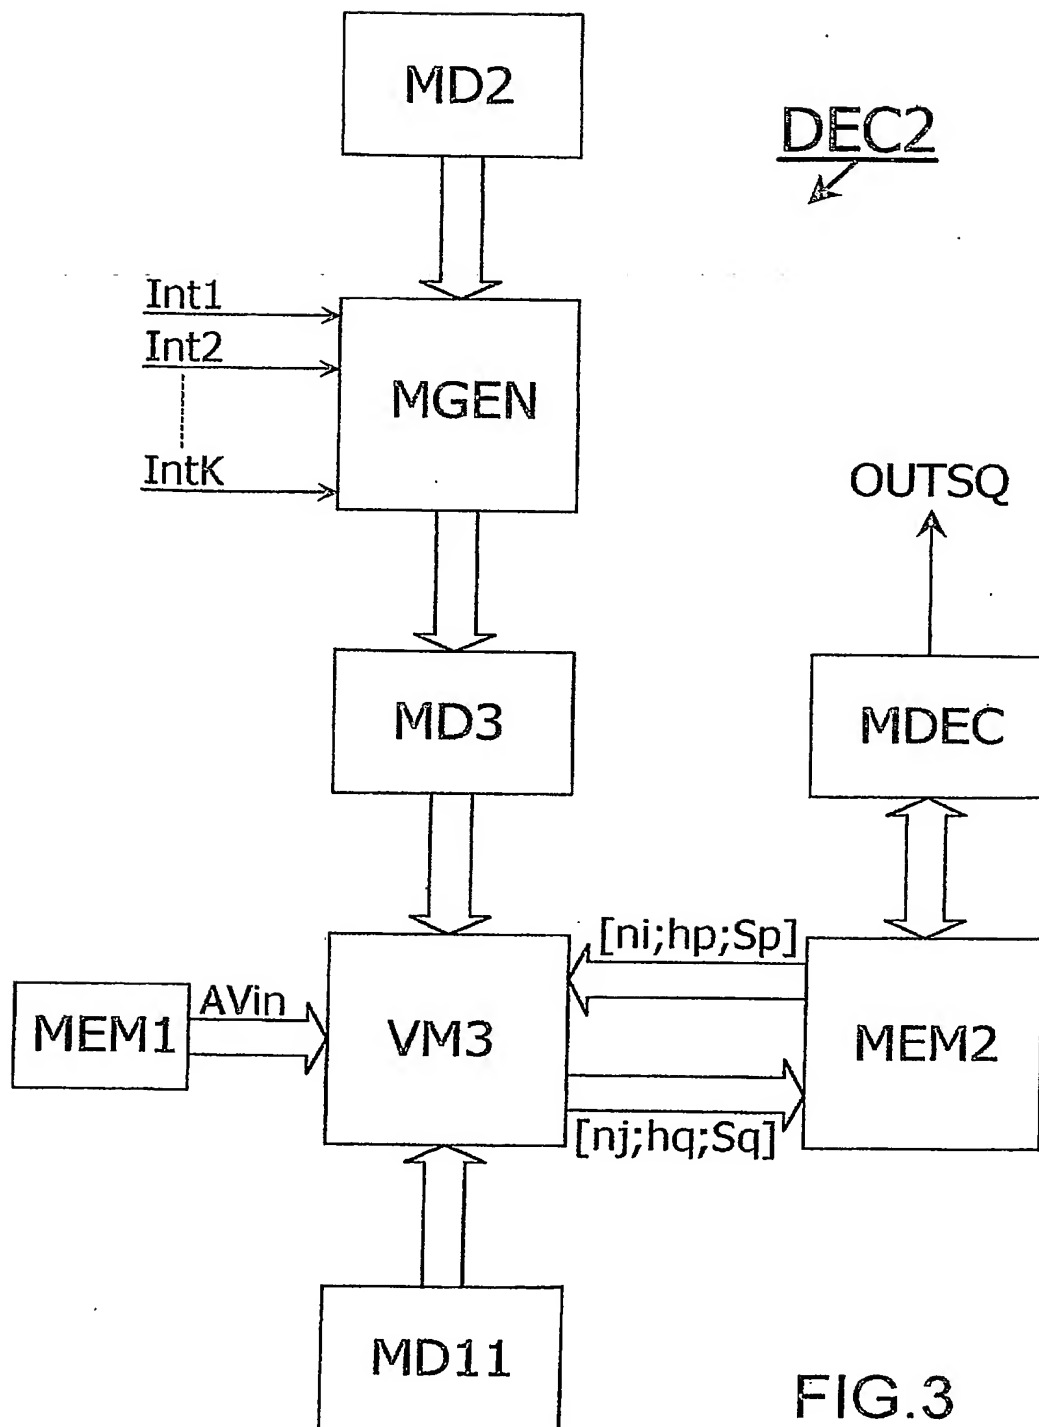 MD2
DEC2
Int1
Int2
MGEN
IntK
OUTSQ
MD3
MDEC
[ni;hp;Sp]
MEM1
AVin
VM3
MEM2
[nj;hq;Sq]
MD11
FIG.3